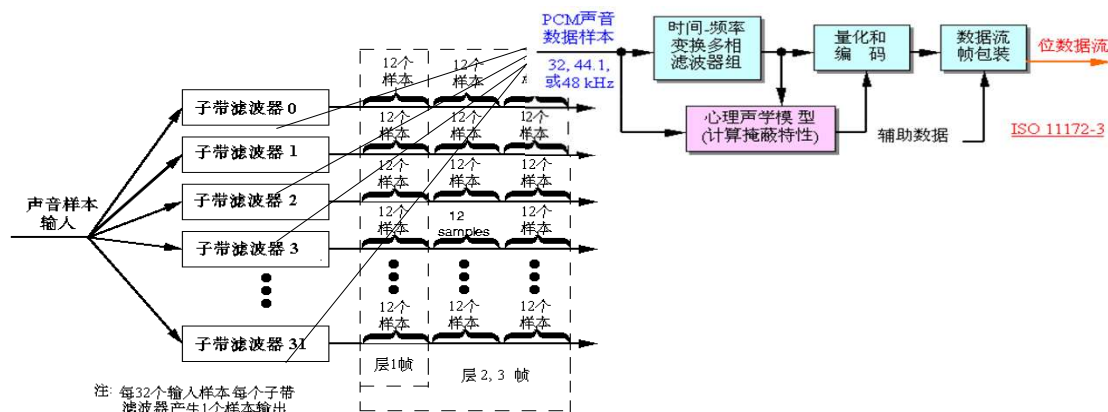 PCM声音
数据样本
32, 44.1,
或48 kHz
时间-频率
变换多相
滤波器组
量化和
编 码
数据流
帧包装
位数据流
心理声学模 型
(计算掩蔽特性)
辅助数据
ISO 11172-3
12个
样本
12个
样本
12个
子带滤波器 0
12个
样本
12个
样本
12个
样本
子带滤波器 1
12个
样本
12个
样本
12个
样本
子带滤波器 2
声音样本
输入
12个
样本
12
samples
12个
样本
子带滤波器 3
12个
样本
12个
样本
12个
样本
子带滤波器 31
层1帧
层2, 3 帧
注: 每32个输入样本 每个子带
滤波器产生1个样本输出